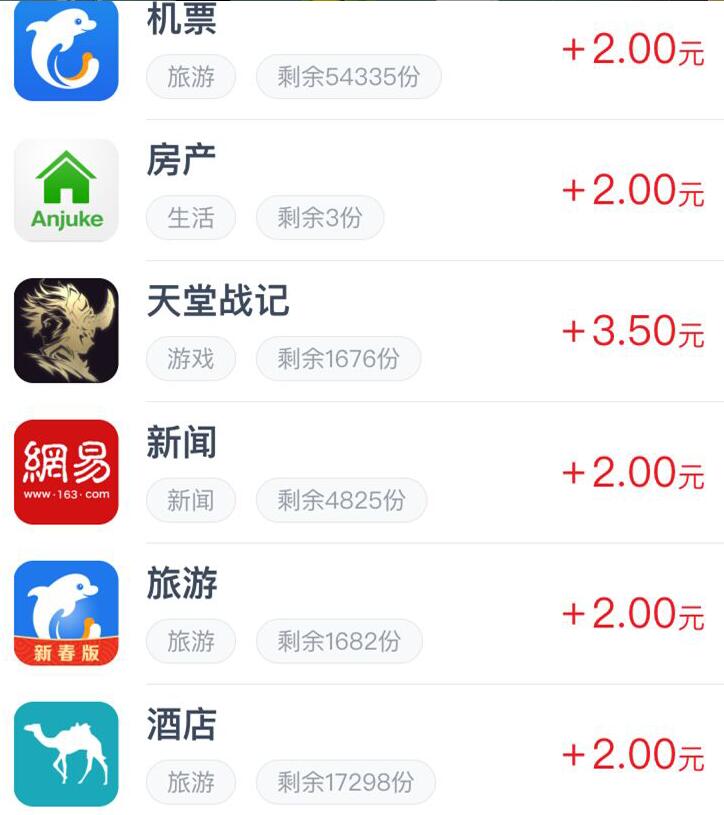 机票
+2.00元
旅游 剩余54335份
房产
+2.00元
Anjuke
生活 剩余3份
天堂战记
+3.50元
游戏 剩余1676份
新闻
網易
www·163·com
+2.00元
新闻 剩余4825份
旅游
+2.00元
新春版
旅游 剩余1682份
酒店
+2.00元
旅游 剩余17298份